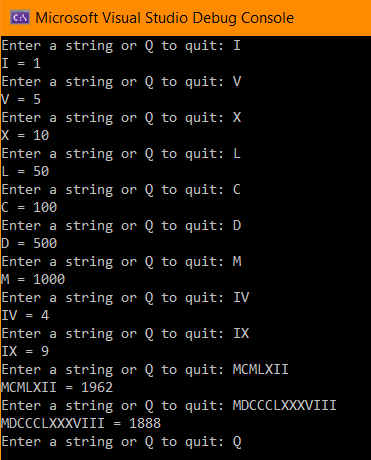 C:\ Microsoft Visual Studio Debug Console
Enter a string or Q to quit: I
I = 1
Enter a string or Q to quit: V
V = 5
Enter a string or Q to quit: X
X = 10
Enter a string or Q to quit: L
L = 50
Enter a string or Q to quit: C
C = 100
Enter a string or Q to quit: D
D = 500
Enter a string or Q to quit: M
M = 1000
Enter a string or Q to quit: IV
IV = 4
Enter a string or Q to quit: IX
IX = 9
Enter a string or Q to quit: MCMLXII
MCMLXII = 1962
Enter a string or Q to quit: MDCCCLXXXVIII
MDCCCLXXXVIII = 1888
Enter a string or Q to quit: Q